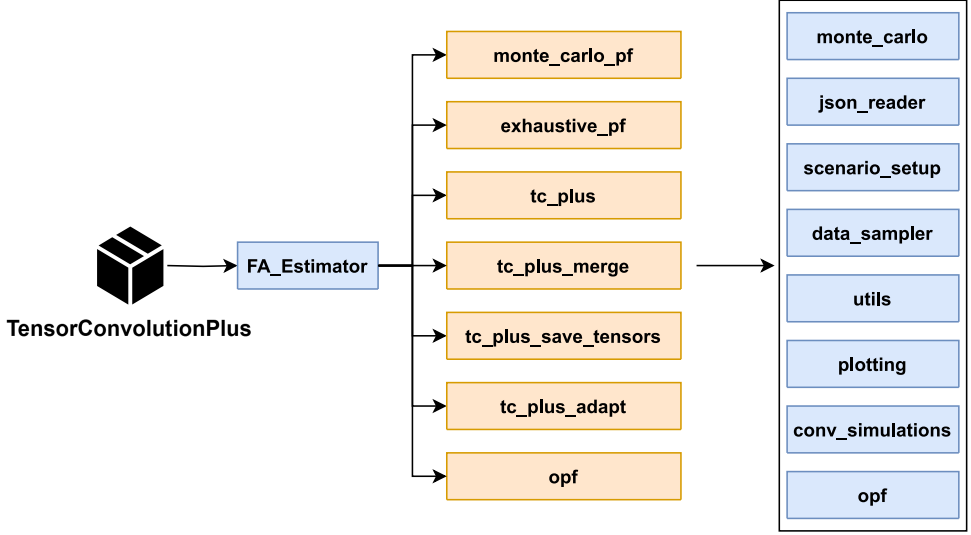 TensorConvolutionPlus
FA_Estimator
monte_carlo_pf
exhaustive_pf
tc_plus
tc_plus_merge
tc_plus_save_tensors
tc_plus_adapt
opf
monte_carlo
json_reader
scenario_setup
data_sampler
utils
plotting
conv_simulations
opf